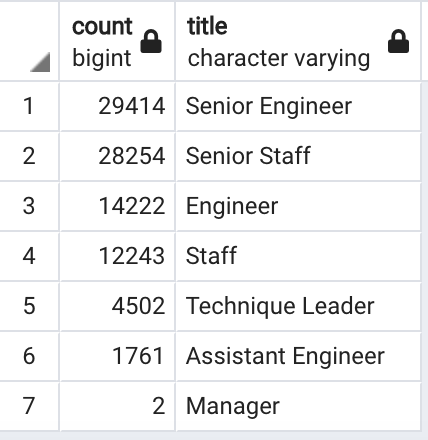 count title
bigint character varying
1 29414 Senior Engineer
2 28254 Senior Staff
3 14222 Engineer
4 12243 Staff
5 4502 Technique Leader
6 1761 Assistant Engineer
7 2 Manager